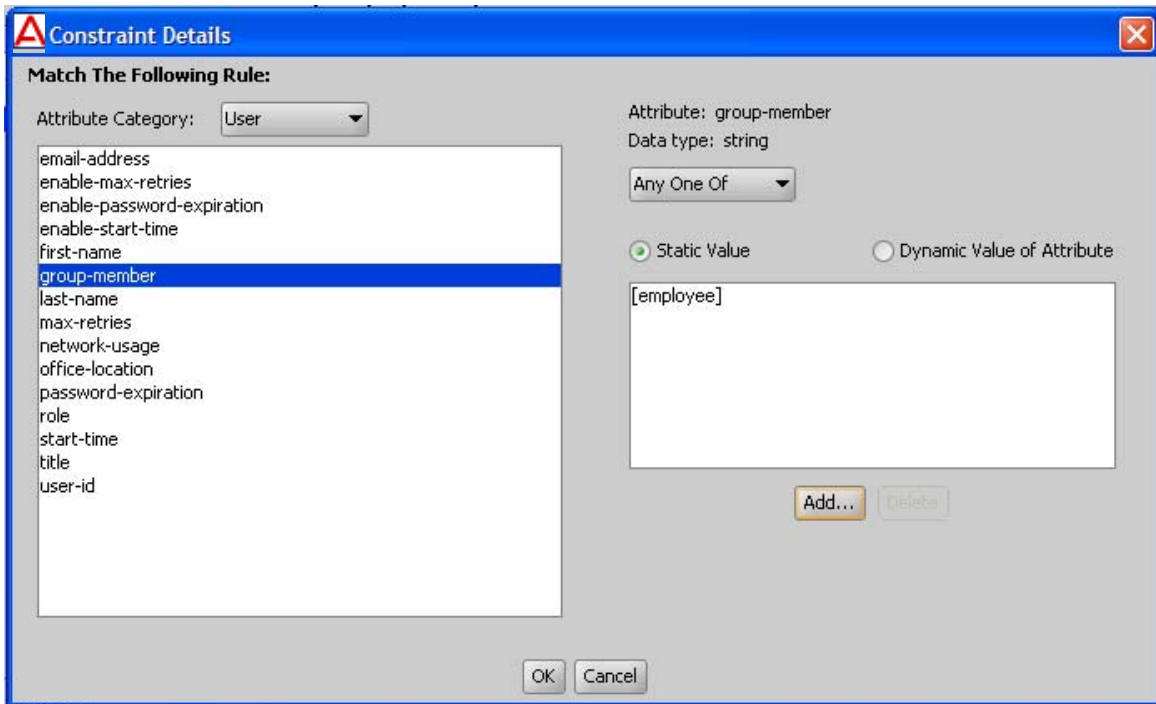 Constraint Details
Match The Following Rule:
Attribute Category: User
email-address
enable-max-retries
enable-password-expiration
enable-start-time
first-name
group-member
last-name
max-retries
network-usage
office-location
password-expiration
role
start-time
title
user-id
Attribute: group-member
Data type: string
Any One Of
Static Value Dynamic Value of Attribute
[employee]
Add... Delete
OK Cancel